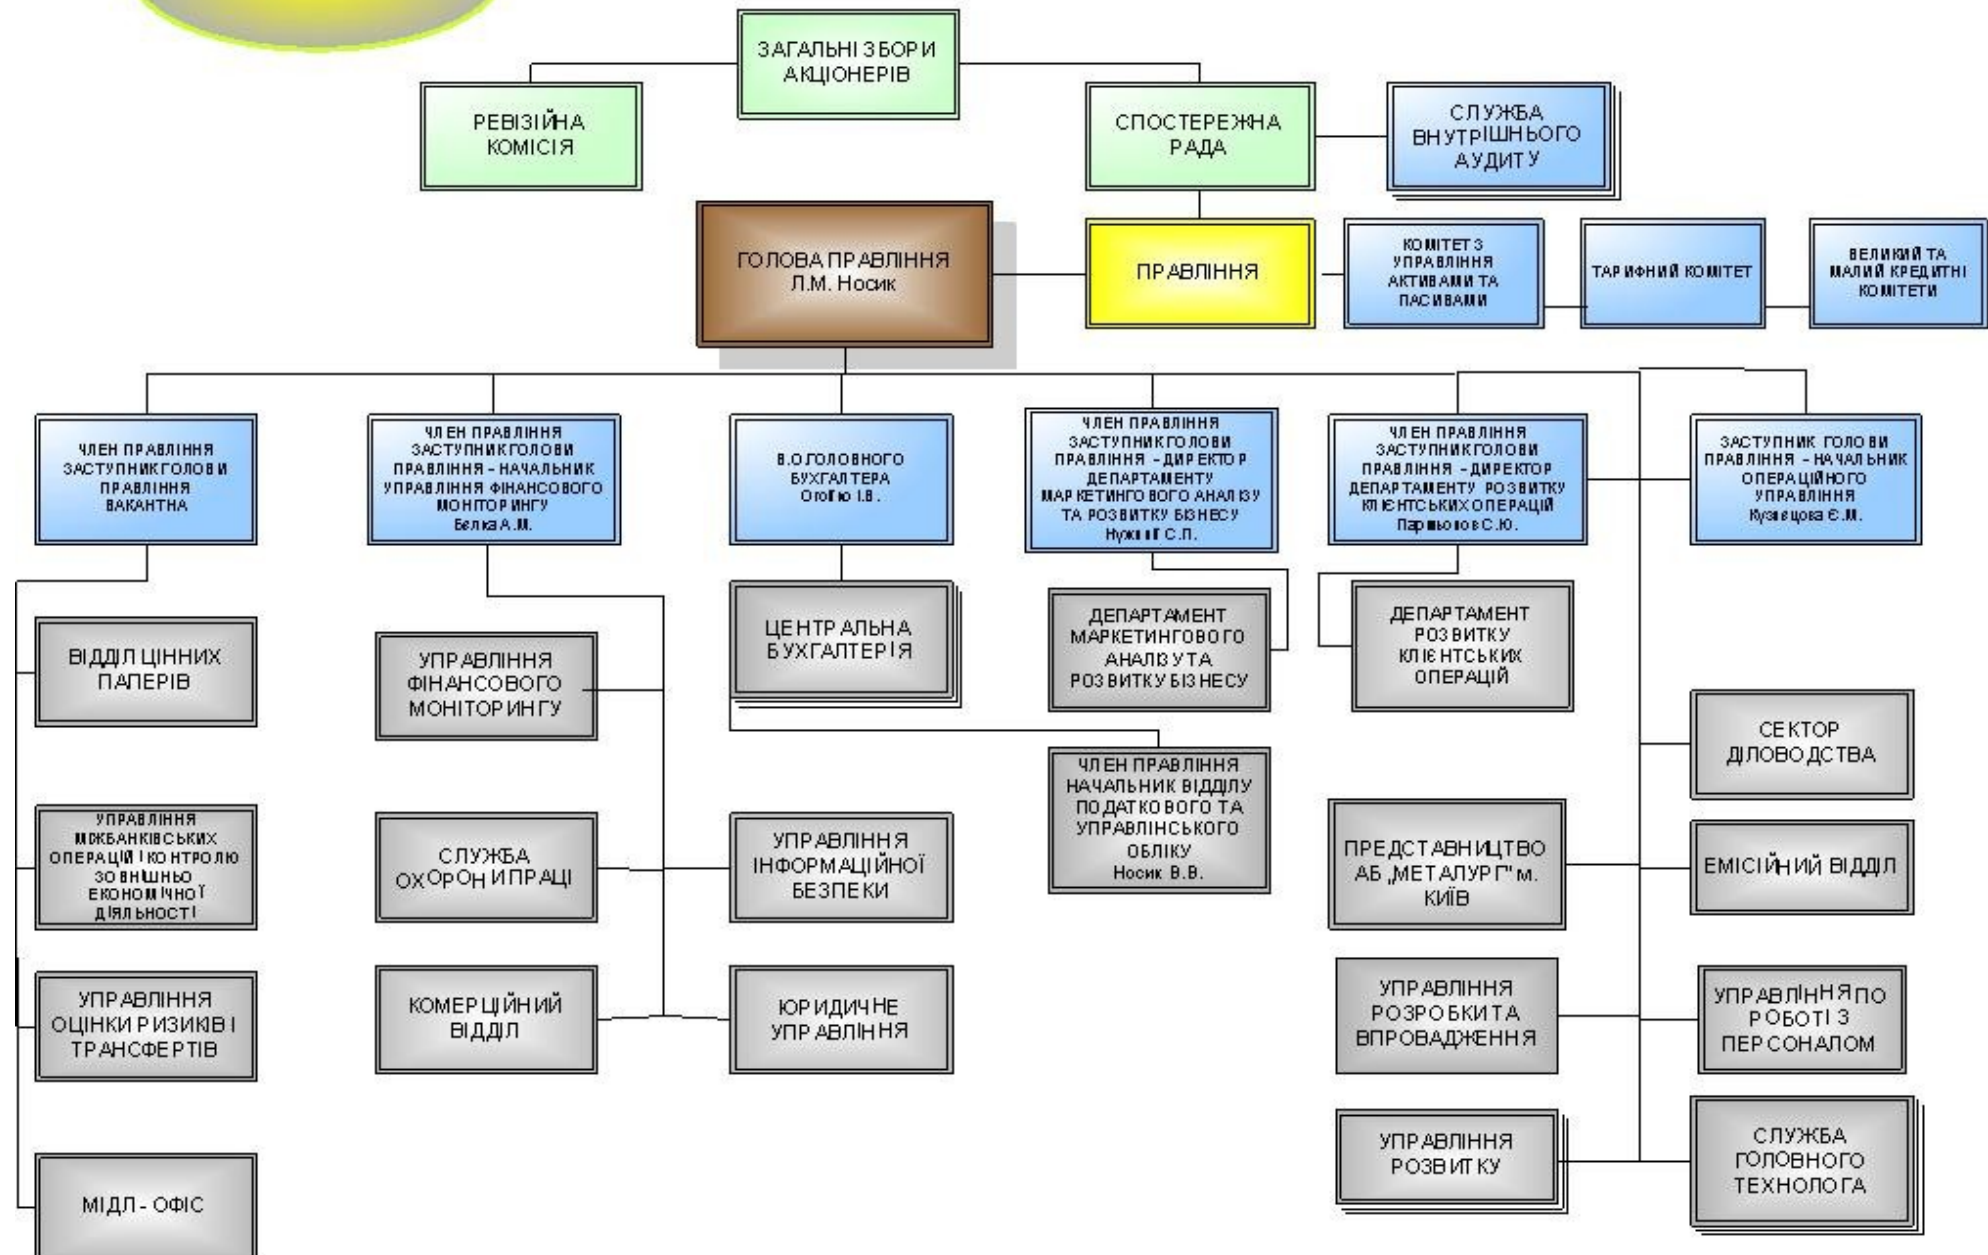 ЗАГАЛЬНІ ЗБОРИ
АКЦІОНЕРІВ
РЕВІЗІЙНА
КОМІСІЯ
СПОСТЕРЕЖНА
РАДА
СЛУЖБА
ВНУТРІШНЬОГО
АУДИТУ
ГОЛОВА ПРАВЛІННЯ
Л.М. Носик
ПРАВЛІННЯ
КОМІТЕТ З
УПРАВЛІННЯ
АКТИВАМИ ТА
ПАСИВАМИ
ТАРИФНИЙ КОМІТЕТ
ВЕЛИКИЙ ТА
МАЛИЙ КРЕДИТНІ
КОМІТЕТИ
ЧЛЕН ПРАВЛІННЯ
ЗАСТУПНИК ГОЛОВИ
ПРАВЛІННЯ
ВАКАНТНА
ЧЛЕН ПРАВЛІННЯ
ЗАСТУПНИК ГОЛОВИ
ПРАВЛІННЯ - НАЧАЛЬНИК
УПРАВЛІННЯ ФІНАНСОВОГО
МОНІТОРИНГУ
Бєлка А.М.
В.О.ГОЛОВНОГО
БУХГАЛТЕРА
І.В.
ЧЛЕН ПРАВЛІННЯ
ЗАСТУПНИК ГОЛОВИ
ПРАВЛІННЯ - ДИРЕКТОР
ДЕПАРТАМЕНТУ
МАРКЕТИНГОВОГО АНАЛІЗУ
ТА РОЗВИТКУ БІЗНЕСУ
С.П.
ЧЛЕН ПРАВЛІННЯ
ЗАСТУПНИК ГОЛОВИ
ПРАВЛІННЯ - ДИРЕКТОР
ДЕПАРТАМЕНТУ РОЗВИТКУ
КЛІЄНТСЬКИХ ОПЕРАЦІЙ
С.Ю.
ЗАСТУПНИК ГОЛОВИ
ПРАВЛІННЯ - НАЧАЛЬНИК
ОПЕРАЦІЙНОГО
УПРАВЛІННЯ
Кузнєцова Є.М.
ВІДДІЛ ЦІННИХ
ПАПЕРІВ
УПРАВЛІННЯ
МІЖБАНКІВСЬКИХ
ОПЕРАЦІЙ І КОНТРОЛЮ
ЗОВНІШНЬО
ЕКОНОМІЧНОЇ
ДІЯЛЬНОСТІ
УПРАВЛІННЯ
ОЦІНКИ РИЗИКІВ І
ТРАНСФЕРТІВ
МІДЛ - ОФІС
УПРАВЛІННЯ
ФІНАНСОВОГО
МОНІТОРИНГУ
СЛУЖБА
ОХОРОНИ ПРАЦІ
КОМЕРЦІЙНИЙ
ВІДДІЛ
ЦЕНТРАЛЬНА
БУХГАЛТЕРІЯ
УПРАВЛІННЯ
ІНФОРМАЦІЙНОЇ
БЕЗПЕКИ
ЮРИДИЧНЕ
УПРАВЛІННЯ
ДЕПАРТАМЕНТ
МАРКЕТИНГОВОГО
АНАЛІЗУ ТА
РОЗВИТКУ БІЗНЕСУ
ЧЛЕН ПРАВЛІННЯ
НАЧАЛЬНИК ВІДДІЛУ
ПОДАТКОВОГО ТА
УПРАВЛІНСЬКОГО
ОБЛІКУ
Носик В.В.
ДЕПАРТАМЕНТ
РОЗВИТКУ
КЛІЄНТСЬКИХ
ОПЕРАЦІЙ
ПРЕДСТАВНИЦТВО
АБ „МЕТАЛУРГ" м.
КИЇВ
УПРАВЛІННЯ
РОЗРОБКИ ТА
ВПРОВАДЖЕННЯ
УПРАВЛІННЯ
РОЗВИТКУ
СЕКТОР
ДІЛОВОДСТВА
ЕМІСІЙНИЙ ВІДДІЛ
УПРАВЛІННЯ ПО
РОБОТІ З
ПЕРСОНАЛОМ
СЛУЖБА
ГОЛОВНОГО
ТЕХНОЛОГА